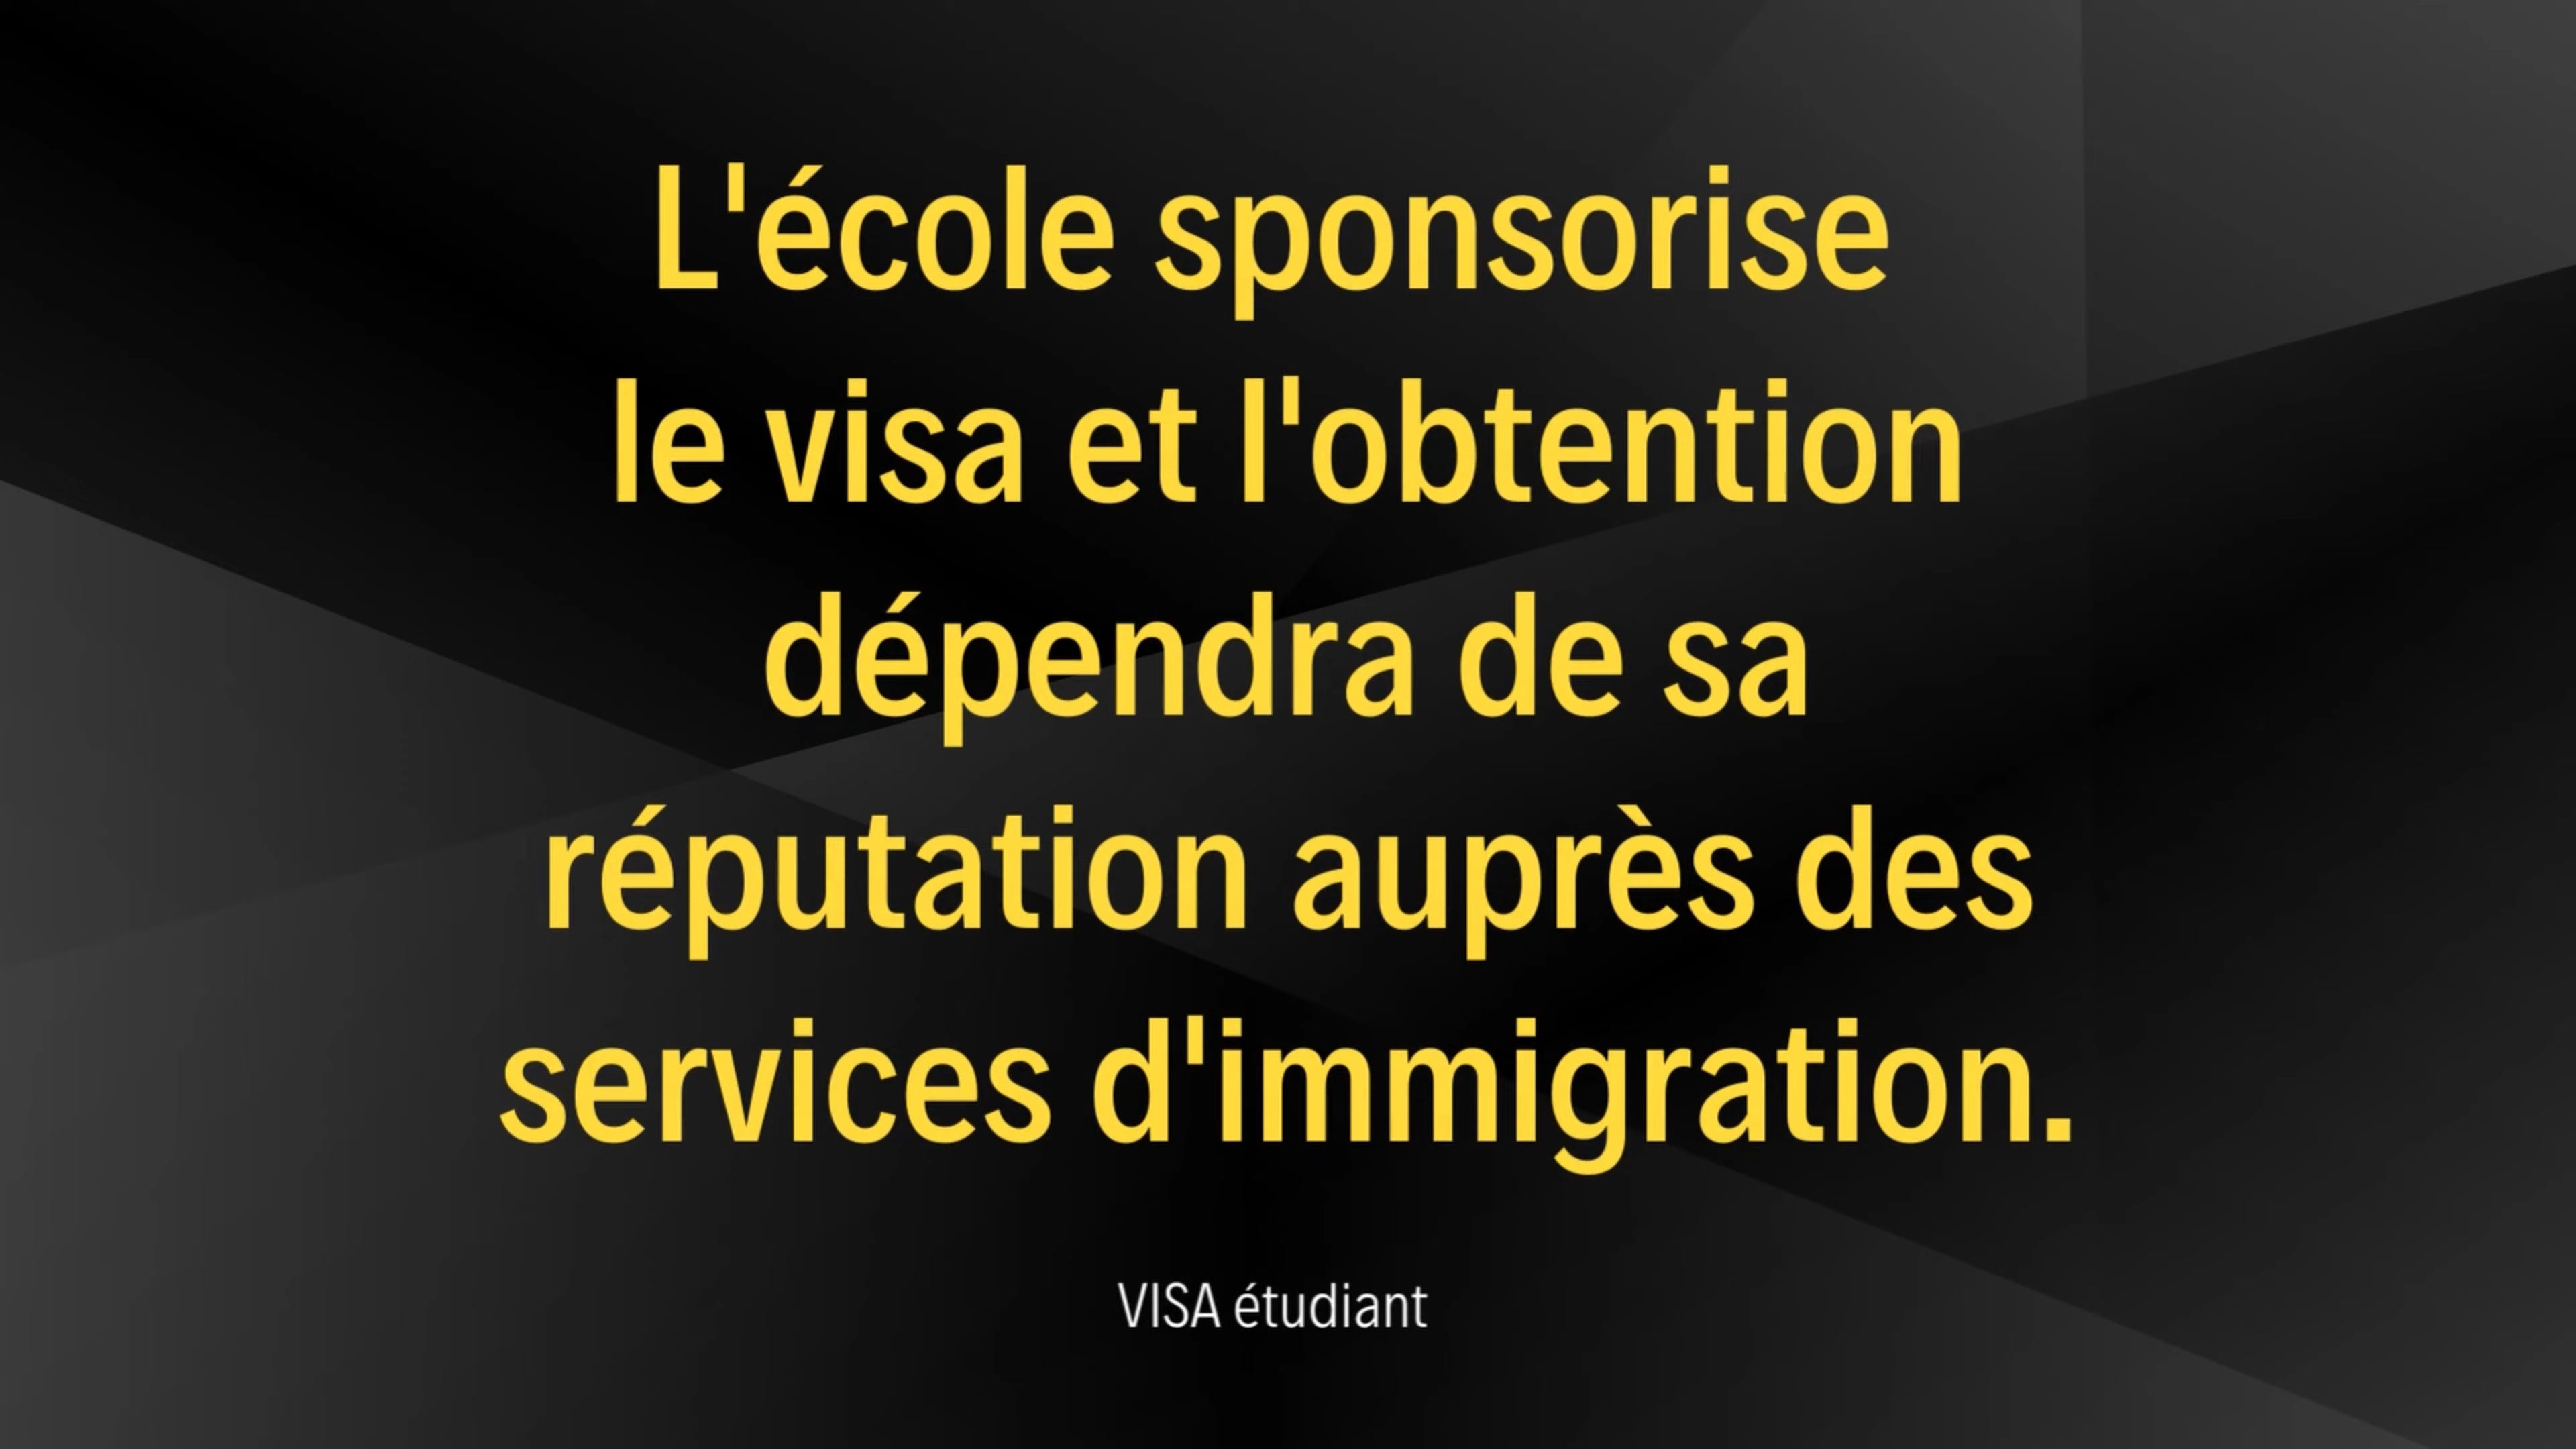 L'école sponsorise
le visa et l'obtention
dépendra de sa
réputation auprès des
services d'immigration.
VISA étudiant